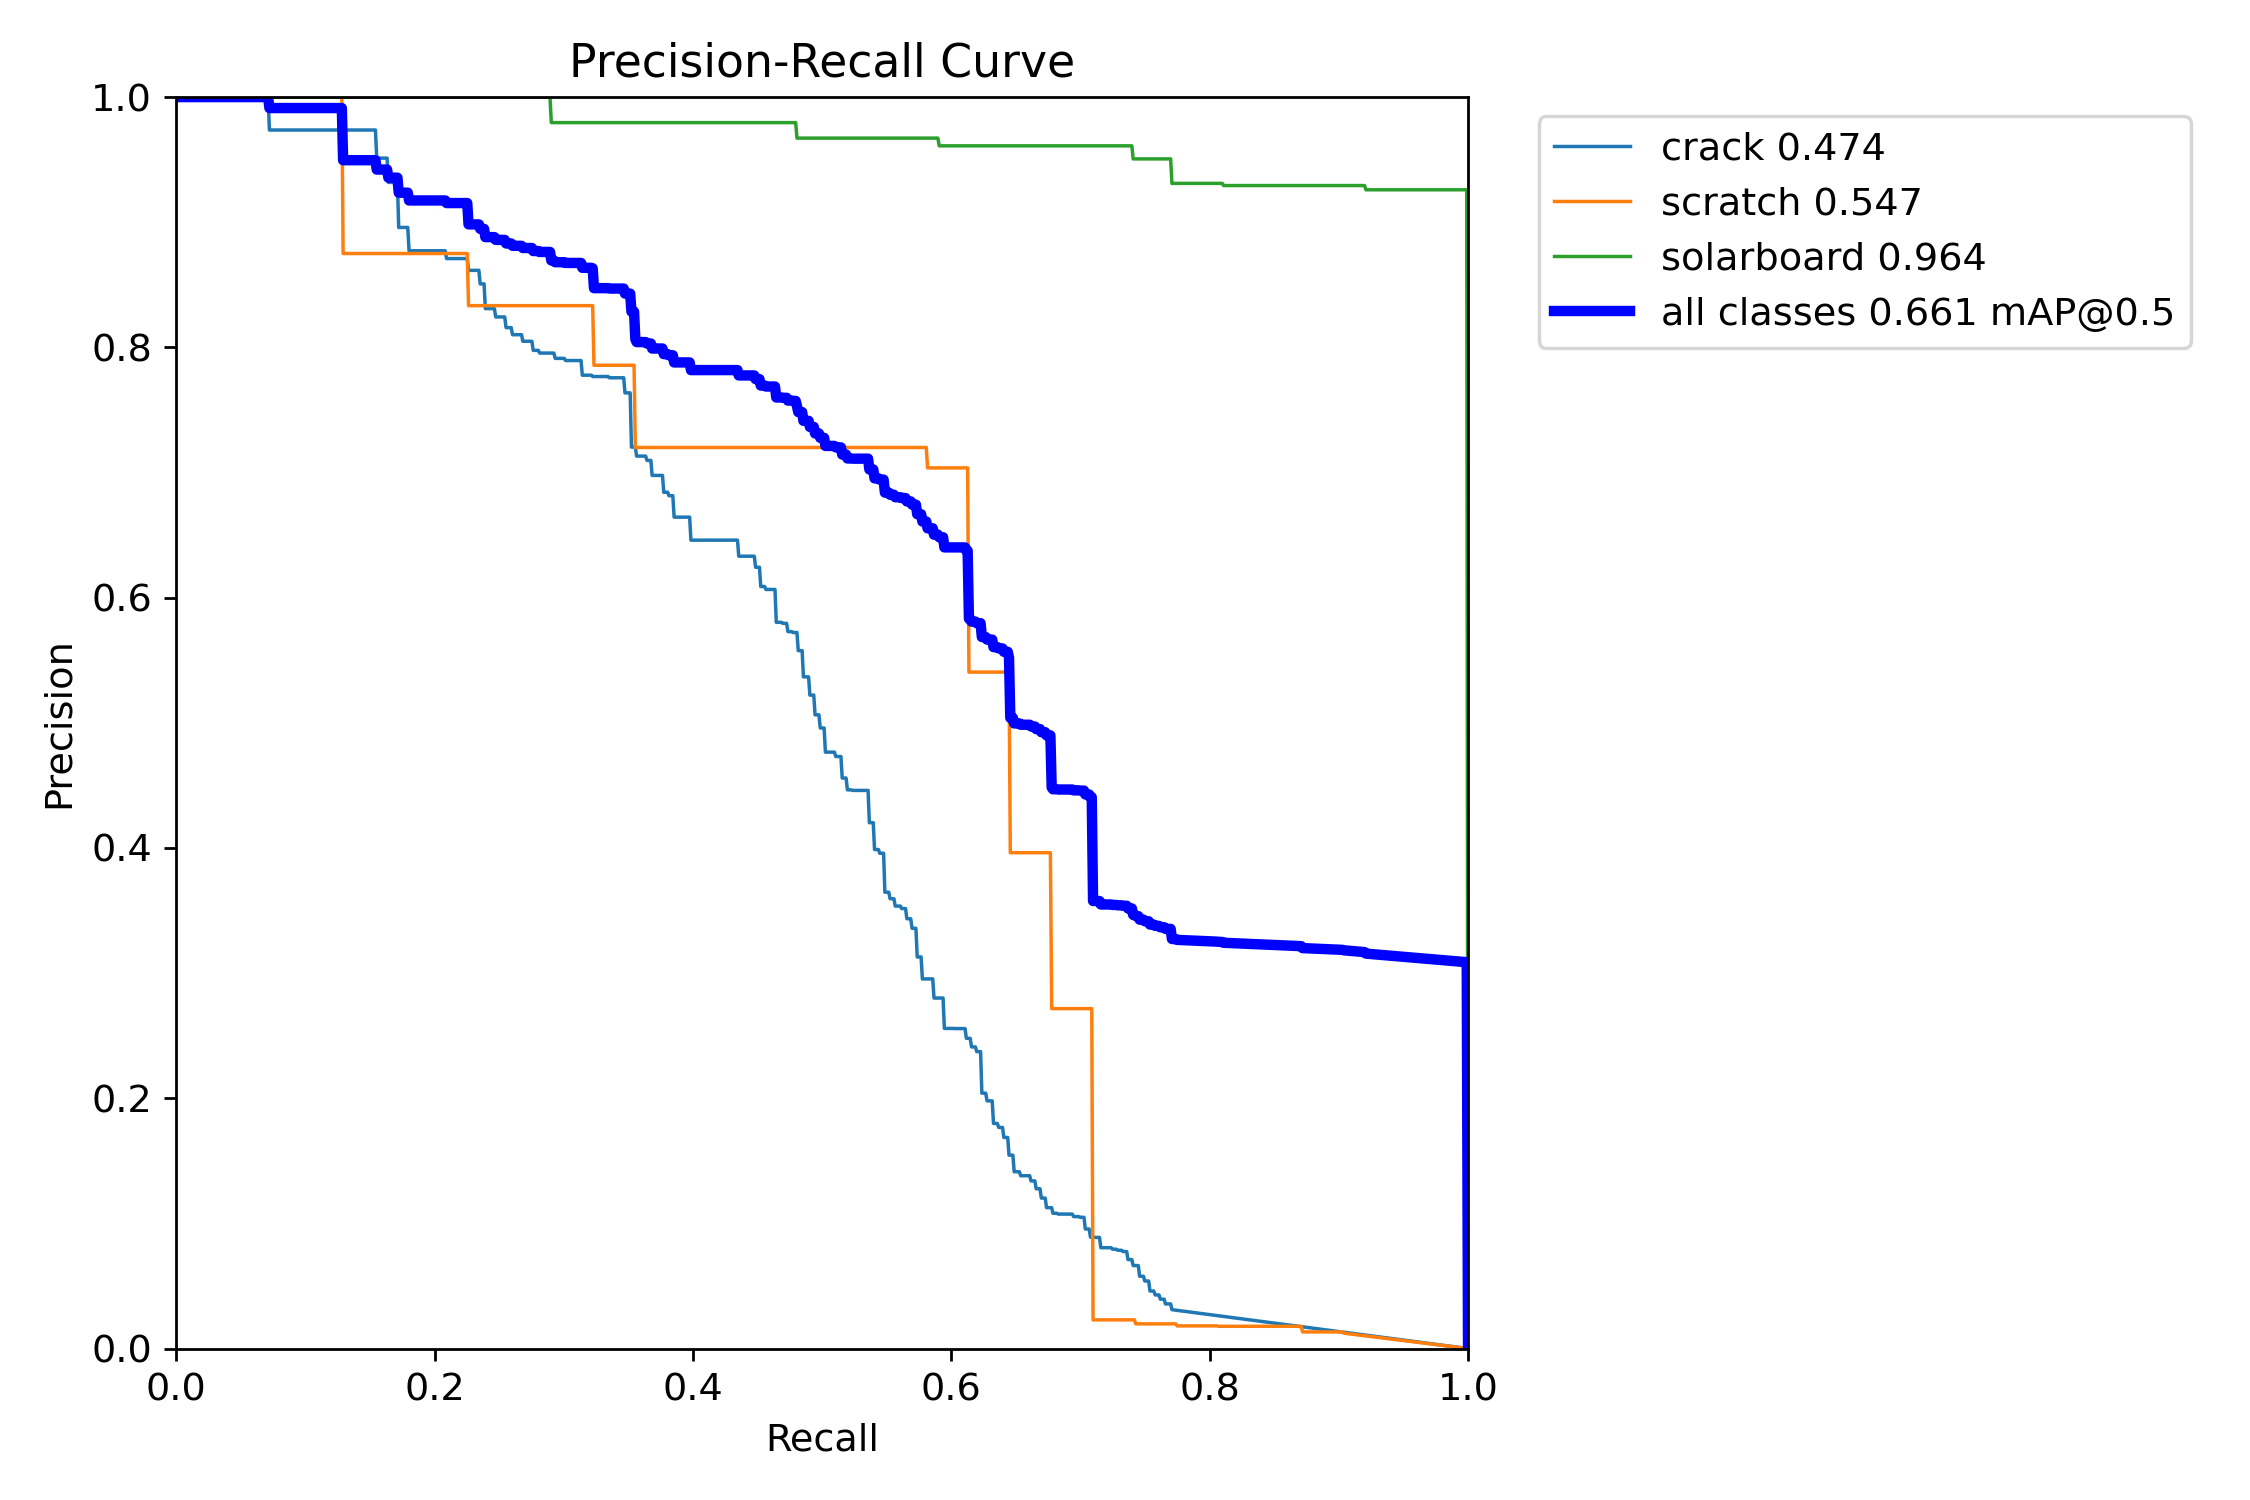 Precision-Recall Curve
1.0
0.8
0.6
0.4
0.2
0.0
Precision
0.0 0.2 0.4 0.6 0.8 1.0
Recall
crack 0.474
scratch 0.547
solarboard 0.964
all classes 0.661 mAP@0.5